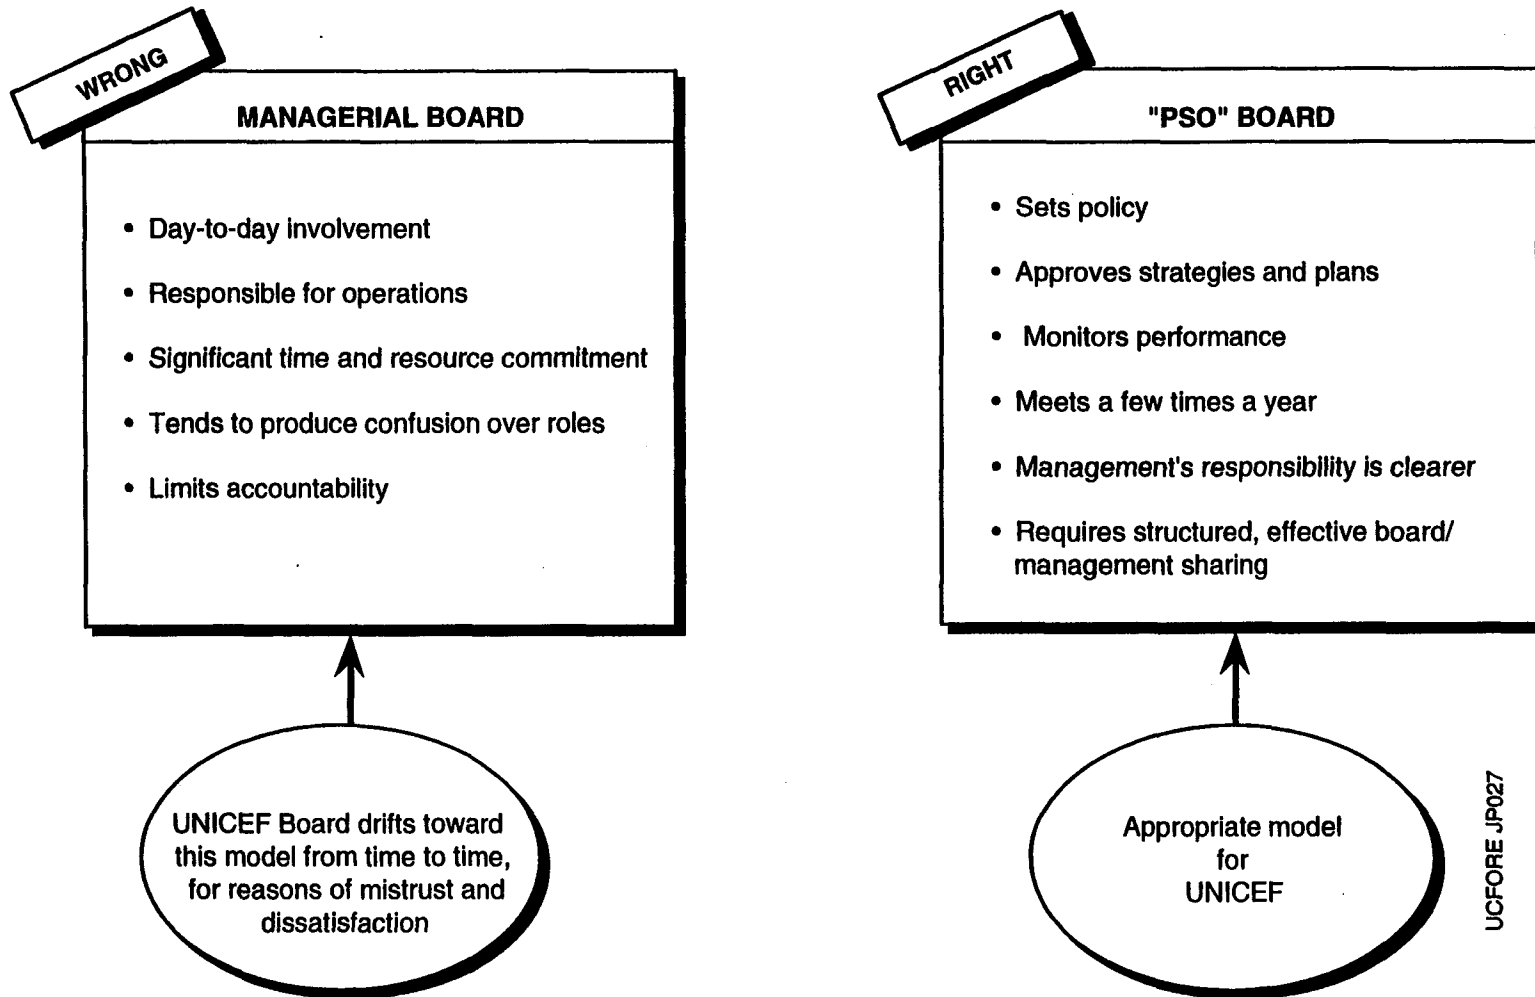 WRONG
MANAGERIAL BOARD
• Day-to-day involvement
• Responsible for operations
• Significant time and resource commitment
• Tends to produce confusion over roles
• Limits accountability
UNICEF Board drifts toward
this model from time to time,
for reasons of mistrust and
dissatisfaction
RIGHT
"PSO" BOARD
• Sets policy
• Approves strategies and plans
• Monitors performance
• Meets a few times a year
• Management's responsibility is clearer
• Requires structured, effective board/
management sharing
Appropriate model
for
UNICEF
UCFORE JP027